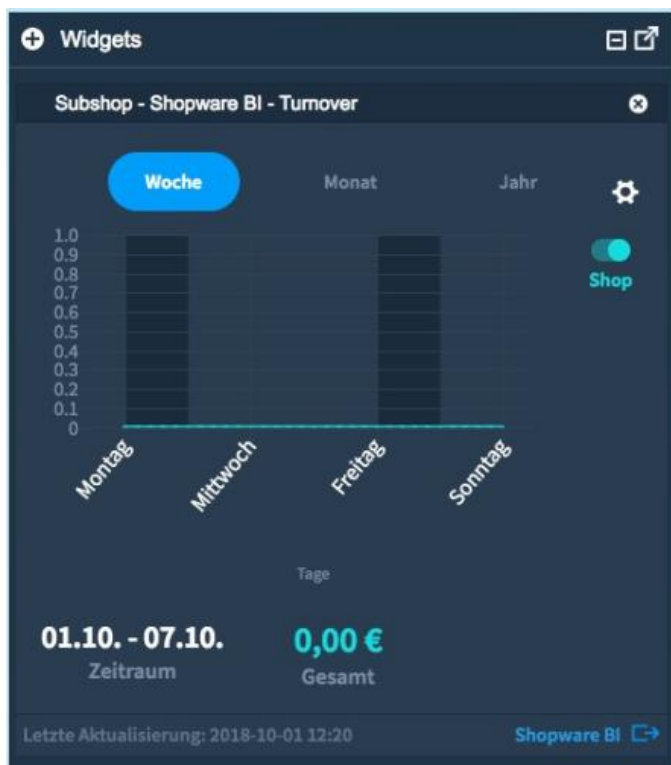 Widgets
Subshop - Shopware BI - Turnover
Woche Monat Jahr
Shop
1.0
0.9
0.8
0.7
0.6
0.5
0.4
0.3
0.2
0.1
0
Montag Mittwoch Freitag Sonntag
Tage
01.10. - 07.10. 0,00 €
Zeitraum Gesamt
Letzte Aktualisierung: 2018-10-01 12:20 Shopware BI